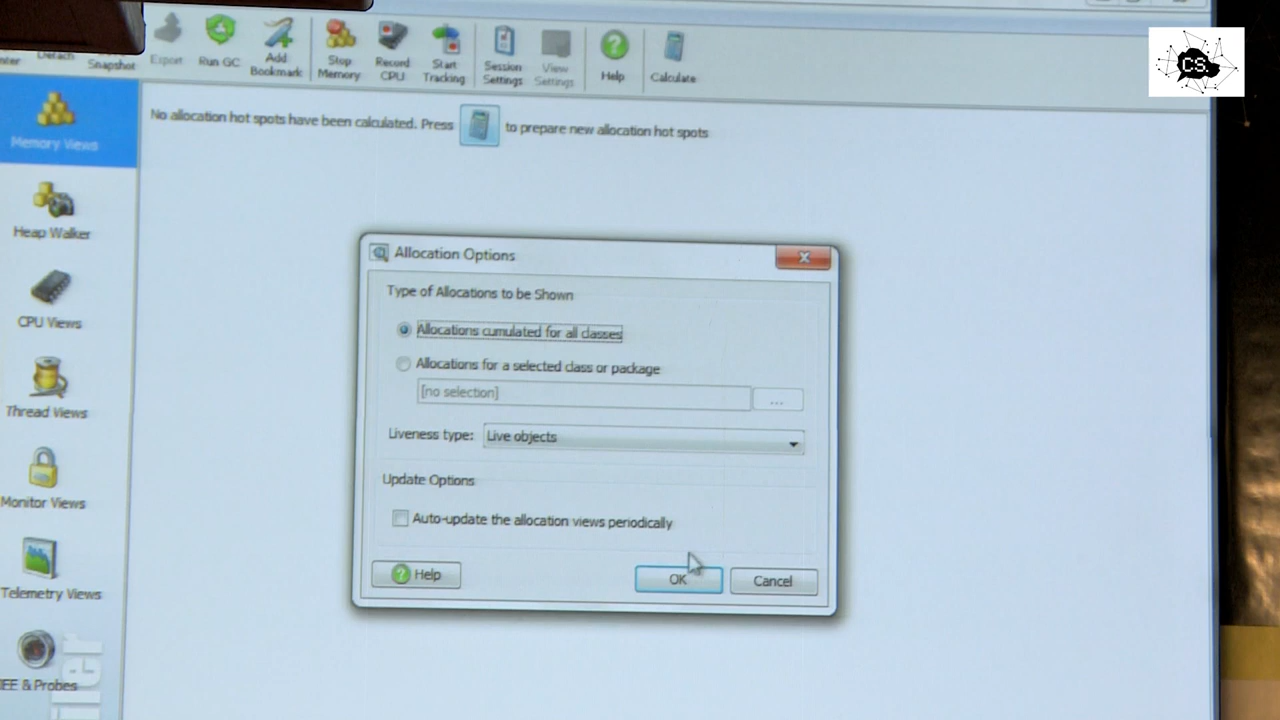 Detach
Snapshot
Export
Run GC
Add
Bookmark
Stop
Memory
Record
CPU
Start
Tracking
Session
Settings
View
Settings
Help
Calculate
CS.
Memory Views
No allocation hot spots have been calculated. Press to prepare new allocation hot spots
Heap Walker
CPU Views
Thread Views
Monitor Views
Telemetry Views
EE & Probes
Allocation Options
Type of Allocations to be Shown
Allocations cumulated for all classes
Allocations for a selected class or package
[no selection]
...
Liveness type: Live objects
Update Options
Auto-update the allocation views periodically
Help
OK
Cancel